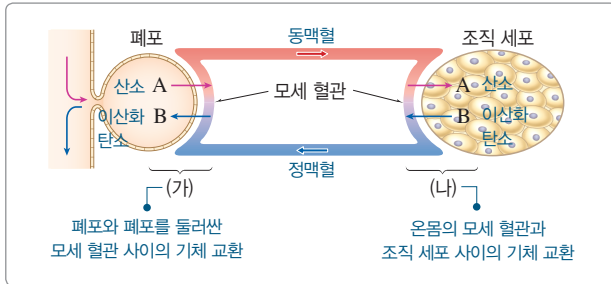 폐포
동맥혈
조직 세포
산소 A
모세 혈관
A 산소
이산화 B
탄소
B 이산화
탄소
정맥혈
(가)
(나)
폐포와 폐포를 둘러싼
모세 혈관 사이의 기체 교환
온몸의 모세 혈관과
조직 세포 사이의 기체 교환